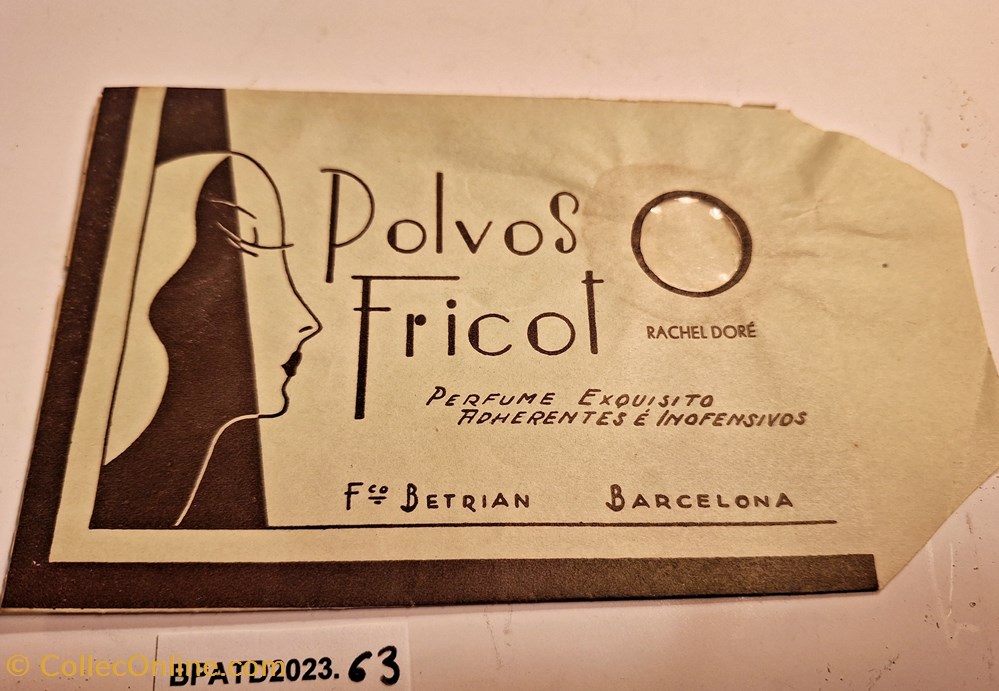 Polvos
Fricot
RACHEL DORÉ
PERFUME EXQUISITO
ADHERENTES É INOFENSIVOS
Fco BETRIAN BARCELONA
BPATD2023.63
© CollecOnline.com